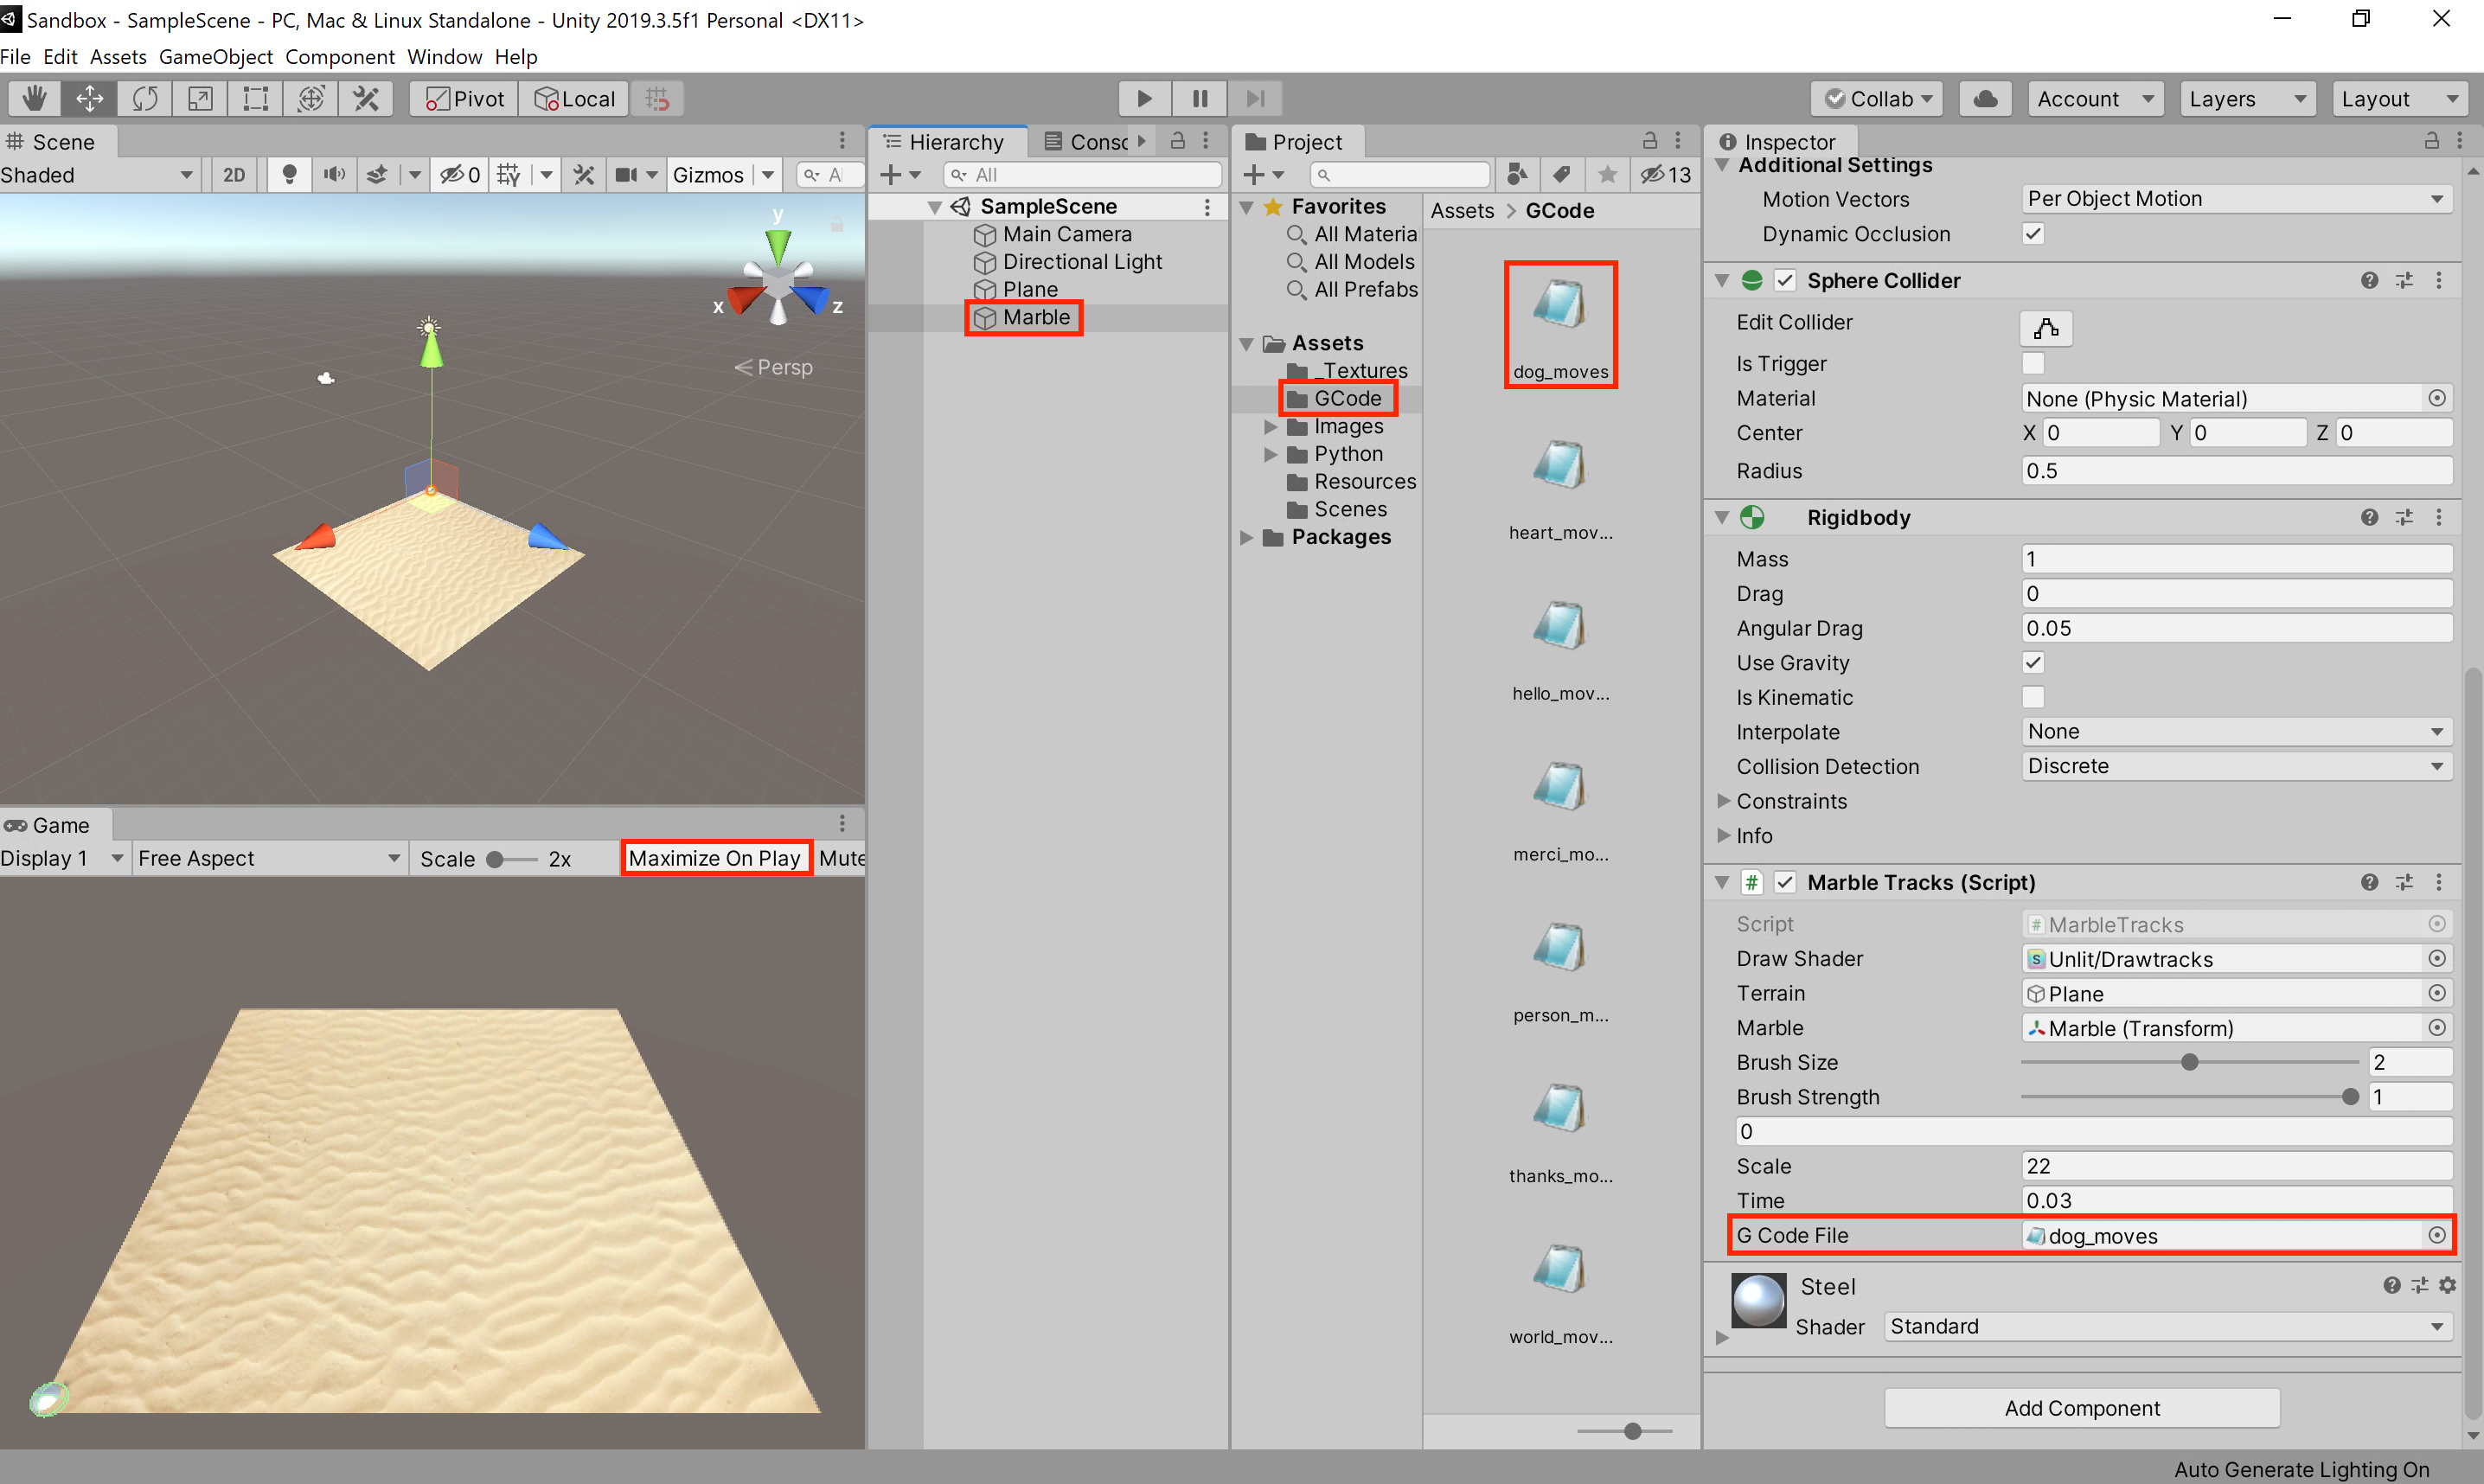 Sandbox - SampleScene - PC, Mac & Linux Standalone - Unity 2019.3.5f1 Personal <DX11>
File Edit Assets GameObject Component Window Help
Pivot Local Collab Account Layers Layout
Scene
Shaded 2D 0 Gizmos Al
y
x z
Persp
Game
Display 1 Free Aspect Scale 2x Maximize On Play Mute
Hierarchy Consc
All
SampleScene
Main Camera
Directional Light
Plane
Marble
Project
13
Favorites
All Materia
All Models
All Prefabs
Assets
_Textures
GCode
Images
Python
Resources
Scenes
Packages
Assets > GCode
dog_moves
heart_mov...
hello_mov...
merci_mo...
person_m...
thanks_mo...
world_mov...
Inspector
Additional Settings
Motion Vectors Per Object Motion
Dynamic Occlusion
Sphere Collider
Edit Collider
Is Trigger
Material None (Physic Material)
Center X 0 Y 0 Z 0
Radius 0.5
Rigidbody
Mass 1
Drag 0
Angular Drag 0.05
Use Gravity
Is Kinematic
Interpolate None
Collision Detection Discrete
Constraints
Info
# Marble Tracks (Script)
Script # MarbleTracks
Draw Shader S Unlit/Drawtracks
Terrain Plane
Marble Marble (Transform)
Brush Size 2
Brush Strength 1
0
Scale 22
Time 0.03
G Code File dog_moves
Steel
Shader Standard
Add Component
Auto Generate Lighting On